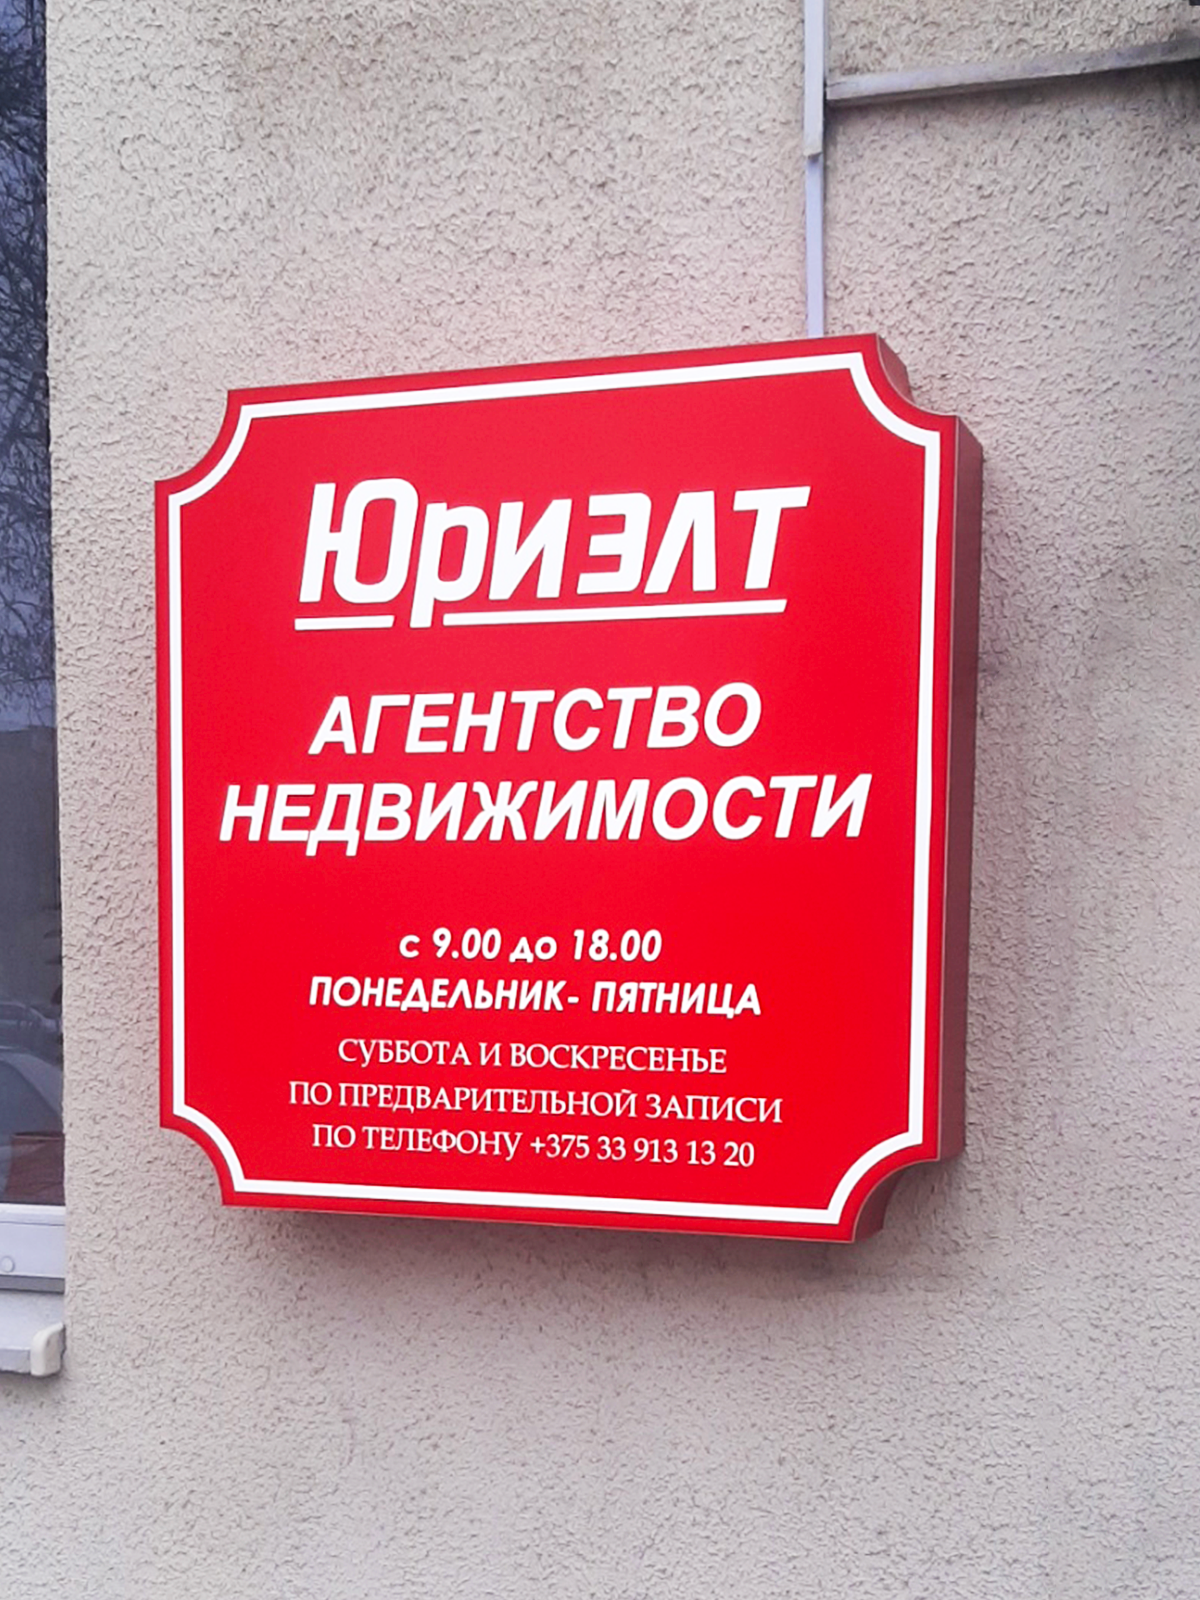 ЮРИЭЛТ
АГЕНТСТВО
НЕДВИЖИМОСТИ
с 9.00 до 18.00
ПОНЕДЕЛЬНИК- ПЯТНИЦА
СУББОТА И ВОСКРЕСЕНЬЕ
ПО ПРЕДВАРИТЕЛЬНОЙ ЗАПИСИ
ПО ТЕЛЕФОНУ +375 33 913 13 20